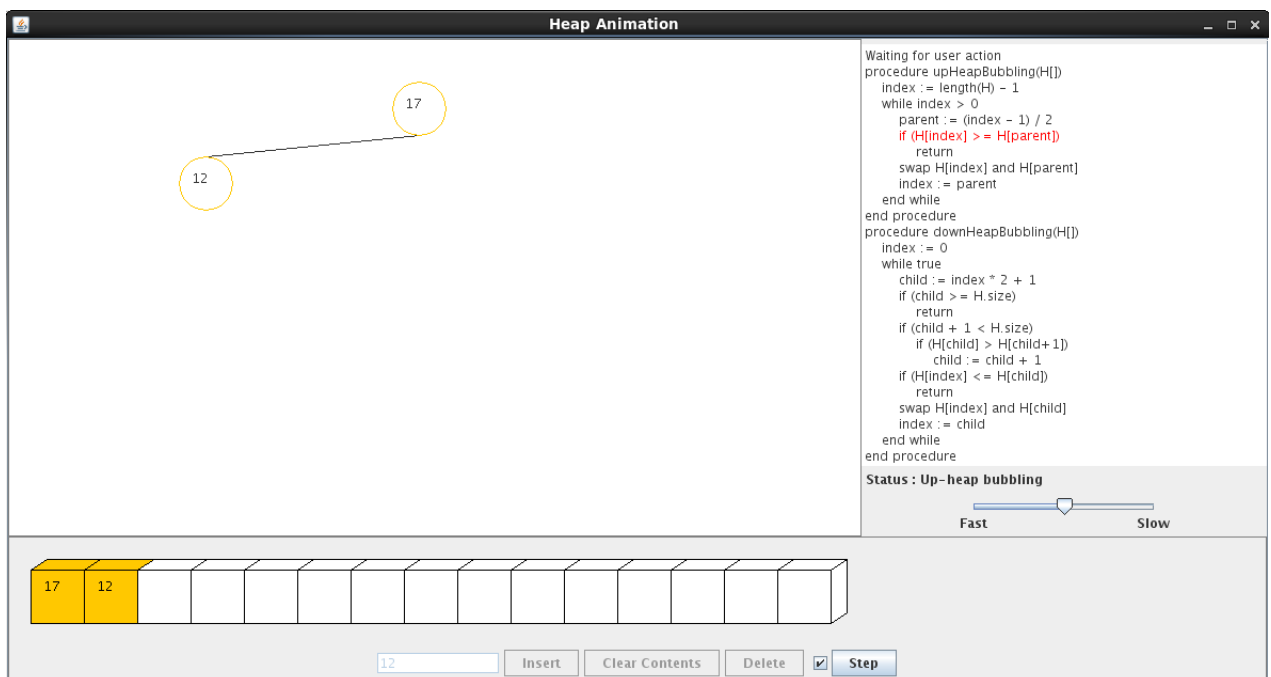 Heap Animation
17
12
Waiting for user action
procedure upHeapBubbling(H[])
index := length(H) - 1
while index > 0
parent := (index - 1) / 2
if (H[index] >= H[parent])
return
swap H[index] and H[parent]
index := parent
end while
end procedure
procedure downHeapBubbling(H[])
index := 0
while true
child := index * 2 + 1
if (child >= H.size)
return
if (child + 1 < H.size)
if (H[child] > H[child+1])
child := child + 1
if (H[index] <= H[child])
return
swap H[index] and H[child]
index := child
end while
end procedure
Status : Up-heap bubbling
Fast Slow
17 12
12 Insert Clear Contents Delete Step